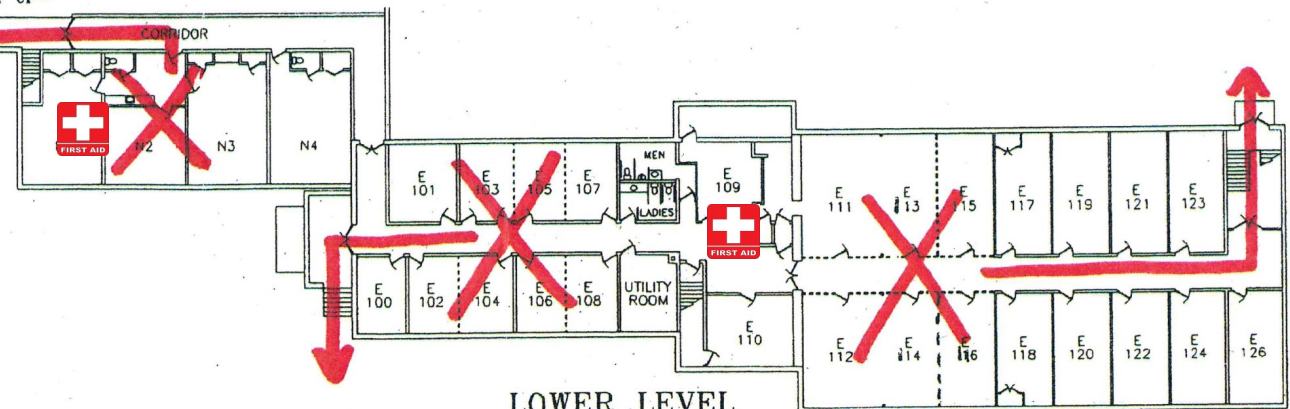 CORRIDOR
FIRST AID
N2
N3
N4
E
101
E
103
E
105
E
107
MEN
LADIES
E
109
FIRST AID
E
111
E
113
E
115
E
117
E
119
E
121
E
123
E
100
E
102
E
104
E
106
E
108
UTILITY
ROOM
E
110
E
112
E
114
E
116
E
118
E
120
E
122
E
124
E
126
LOWER LEVEL